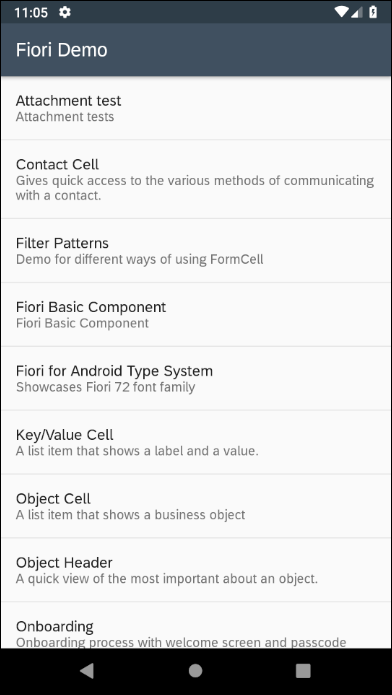 11:05
Fiori Demo
Attachment test
Attachment tests
Contact Cell
Gives quick access to the various methods of communicating
with a contact.
Filter Patterns
Demo for different ways of using FormCell
Fiori Basic Component
Fiori Basic Component
Fiori for Android Type System
Showcases Fiori 72 font family
Key/Value Cell
A list item that shows a label and a value.
Object Cell
A list item that shows a business object
Object Header
A quick view of the most important about an object.
Onboarding
Onboarding process with welcome screen and passcode